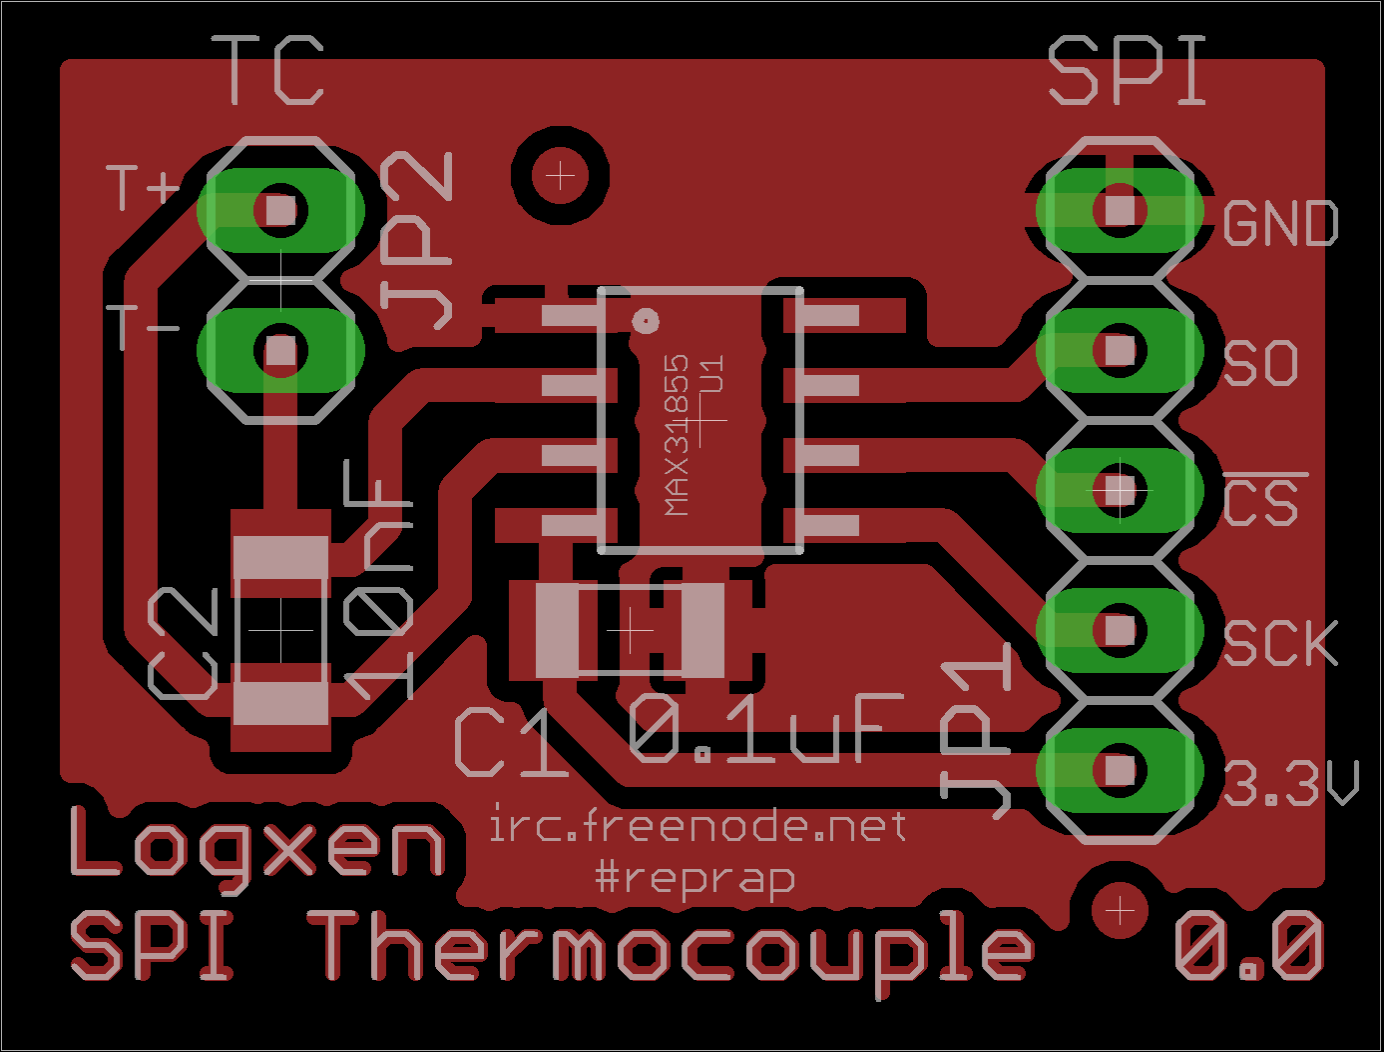 TC
SPI
T+
JP2
GND
T-
SO
MAX31855
U1
CS
10nF
C2
SCK
JP1
C1
0.1uF
3.3V
irc.freenode.net
#reprap
Logxen
SPI Thermocouple 0.0